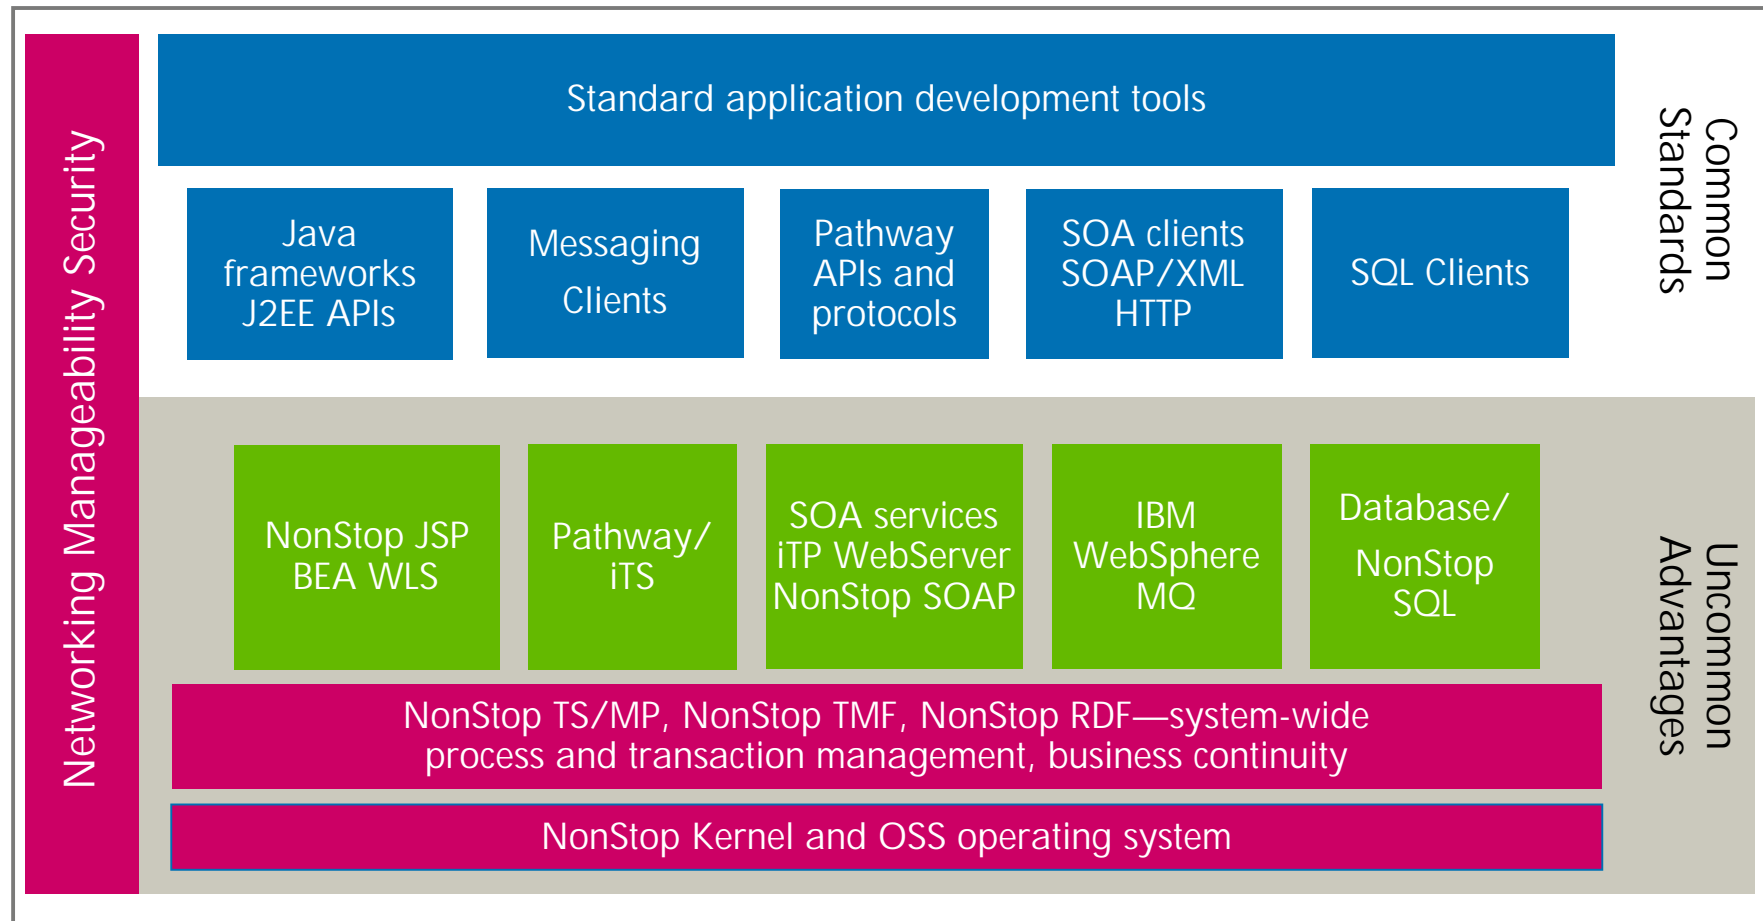 Networking Manageability Security
Standard application development tools
Common
Standards
Java
frameworks
J2EE APIs
Messaging
Clients
Pathway
APIs and
protocols
SOA clients
SOAP/XML
HTTP
SQL Clients
NonStop JSP
BEA WLS
Pathway/
iTS
SOA services
iTP WebServer
NonStop SOAP
IBM
WebSphere
MQ
Database/
NonStop
SQL
Uncommon
Advantages
NonStop TS/MP, NonStop TMF, NonStop RDF—system-wide
process and transaction management, business continuity
NonStop Kernel and OSS operating system